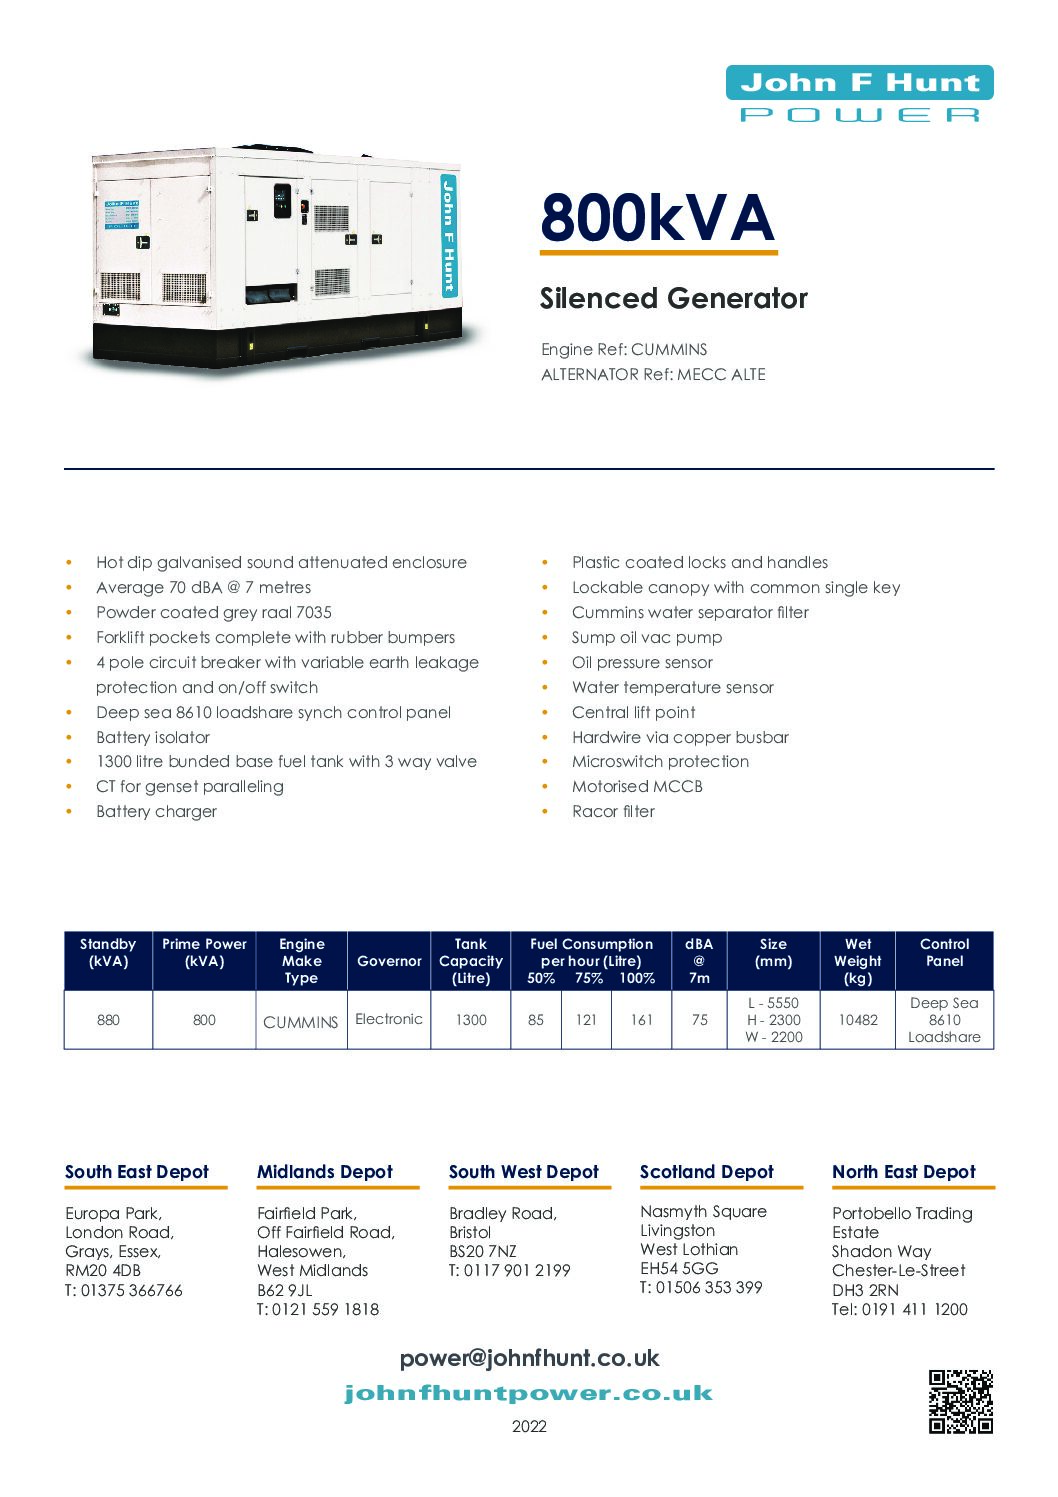 John F Hunt
POWER
John F Hunt
800kVA
Silenced Generator
Engine Ref: CUMMINS
ALTERNATOR Ref: MECC ALTE
• Hot dip galvanised sound attenuated enclosure
• Average 70 dBA @ 7 metres
• Powder coated grey raal 7035
• Forklift pockets complete with rubber bumpers
• 4 pole circuit breaker with variable earth leakage
protection and on/off switch
• Deep sea 8610 loadshare synch control panel
• Battery isolator
• 1300 litre bunded base fuel tank with 3 way valve
• CT for genset paralleling
• Battery charger
• Plastic coated locks and handles
• Lockable canopy with common single key
• Cummins water separator filter
• Sump oil vac pump
• Oil pressure sensor
• Water temperature sensor
• Central lift point
• Hardwire via copper busbar
• Microswitch protection
• Motorised MCCB
• Racor filter
Standby Prime Power Engine Tank Fuel Consumption dBA Size Wet Control
(kVA) (kVA) Make Governor Capacity per hour (Litre) @ (mm) Weight Panel
Type (Litre) 50% 75% 100% 7m (kg)
L - 5550 Deep Sea
880 800 CUMMINS Electronic 1300 85 121 161 75 H - 2300 10482 8610
W - 2200 Loadshare
South East Depot
Europa Park,
London Road,
Grays, Essex,
RM20 4DB
T: 01375 366766
Midlands Depot
Fairfield Park,
Off Fairfield Road,
Halesowen,
West Midlands
B62 9JL
T: 0121 559 1818
South West Depot
Bradley Road,
Bristol
BS20 7NZ
T: 0117 901 2199
Scotland Depot
Nasmyth Square
Livingston
West Lothian
EH54 5GG
T: 01506 353 399
North East Depot
Portobello Trading
Estate
Shadon Way
Chester-Le-Street
DH3 2RN
Tel: 0191 411 1200
power@johnfhunt.co.uk
johnfhuntpower.co.uk
2022